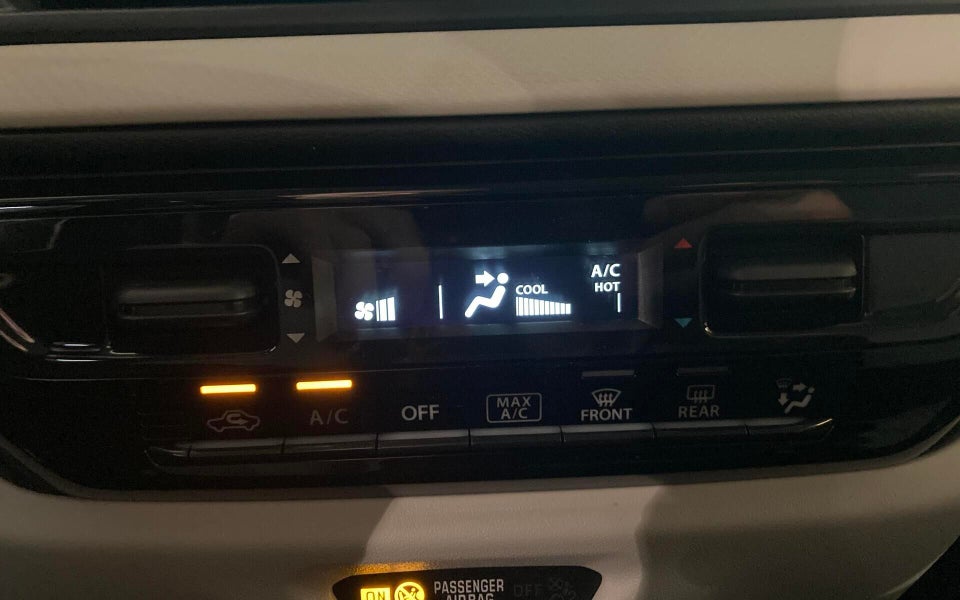 A/C
COOL
HOT
A/C
OFF
MAX
A/C
FRONT
REAR
ON
PASSENGER
AIRBAG
OFF